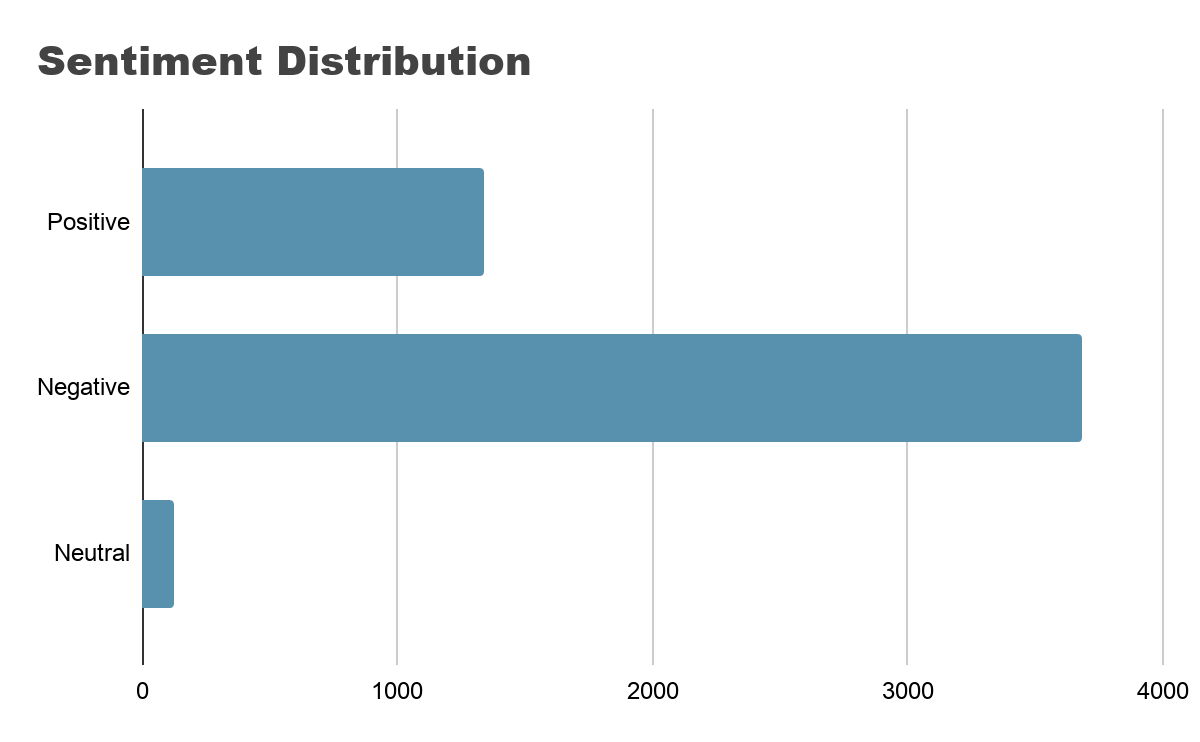 Sentiment Distribution
Positive
Negative
Neutral
0 1000 2000 3000 4000